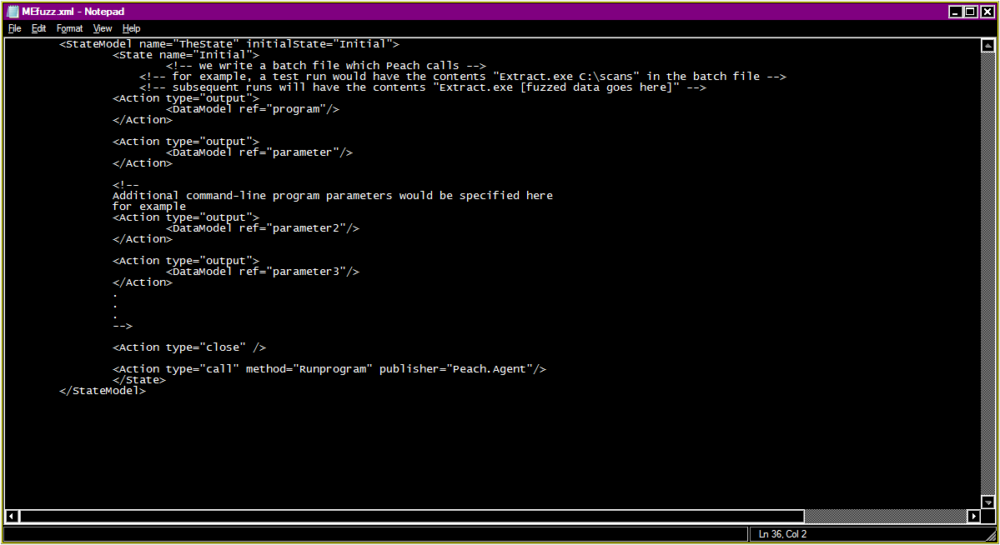 MEfuzz.xml - Notepad
File Edit Format View Help
<StateModel name="TheState" initialState="Initial">
<State name="Initial">
<!-- we write a batch file which Peach calls -->
<!-- for example, a test run would have the contents "Extract.exe C:\scans" in the batch file -->
<!-- subsequent runs will have the contents "Extract.exe [fuzzed data goes here]" -->
<Action type="output">
<DataModel ref="program"/>
</Action>
<Action type="output">
<DataModel ref="parameter"/>
</Action>
<!--
Additional command-line program parameters would be specified here
for example
<Action type="output">
<DataModel ref="parameter2"/>
</Action>
<Action type="output">
<DataModel ref="parameter3"/>
</Action>
.
.
.
-->
<Action type="close" />
<Action type="call" method="Runprogram" publisher="Peach.Agent"/>
</State>
</StateModel>
Ln 36, Col 2